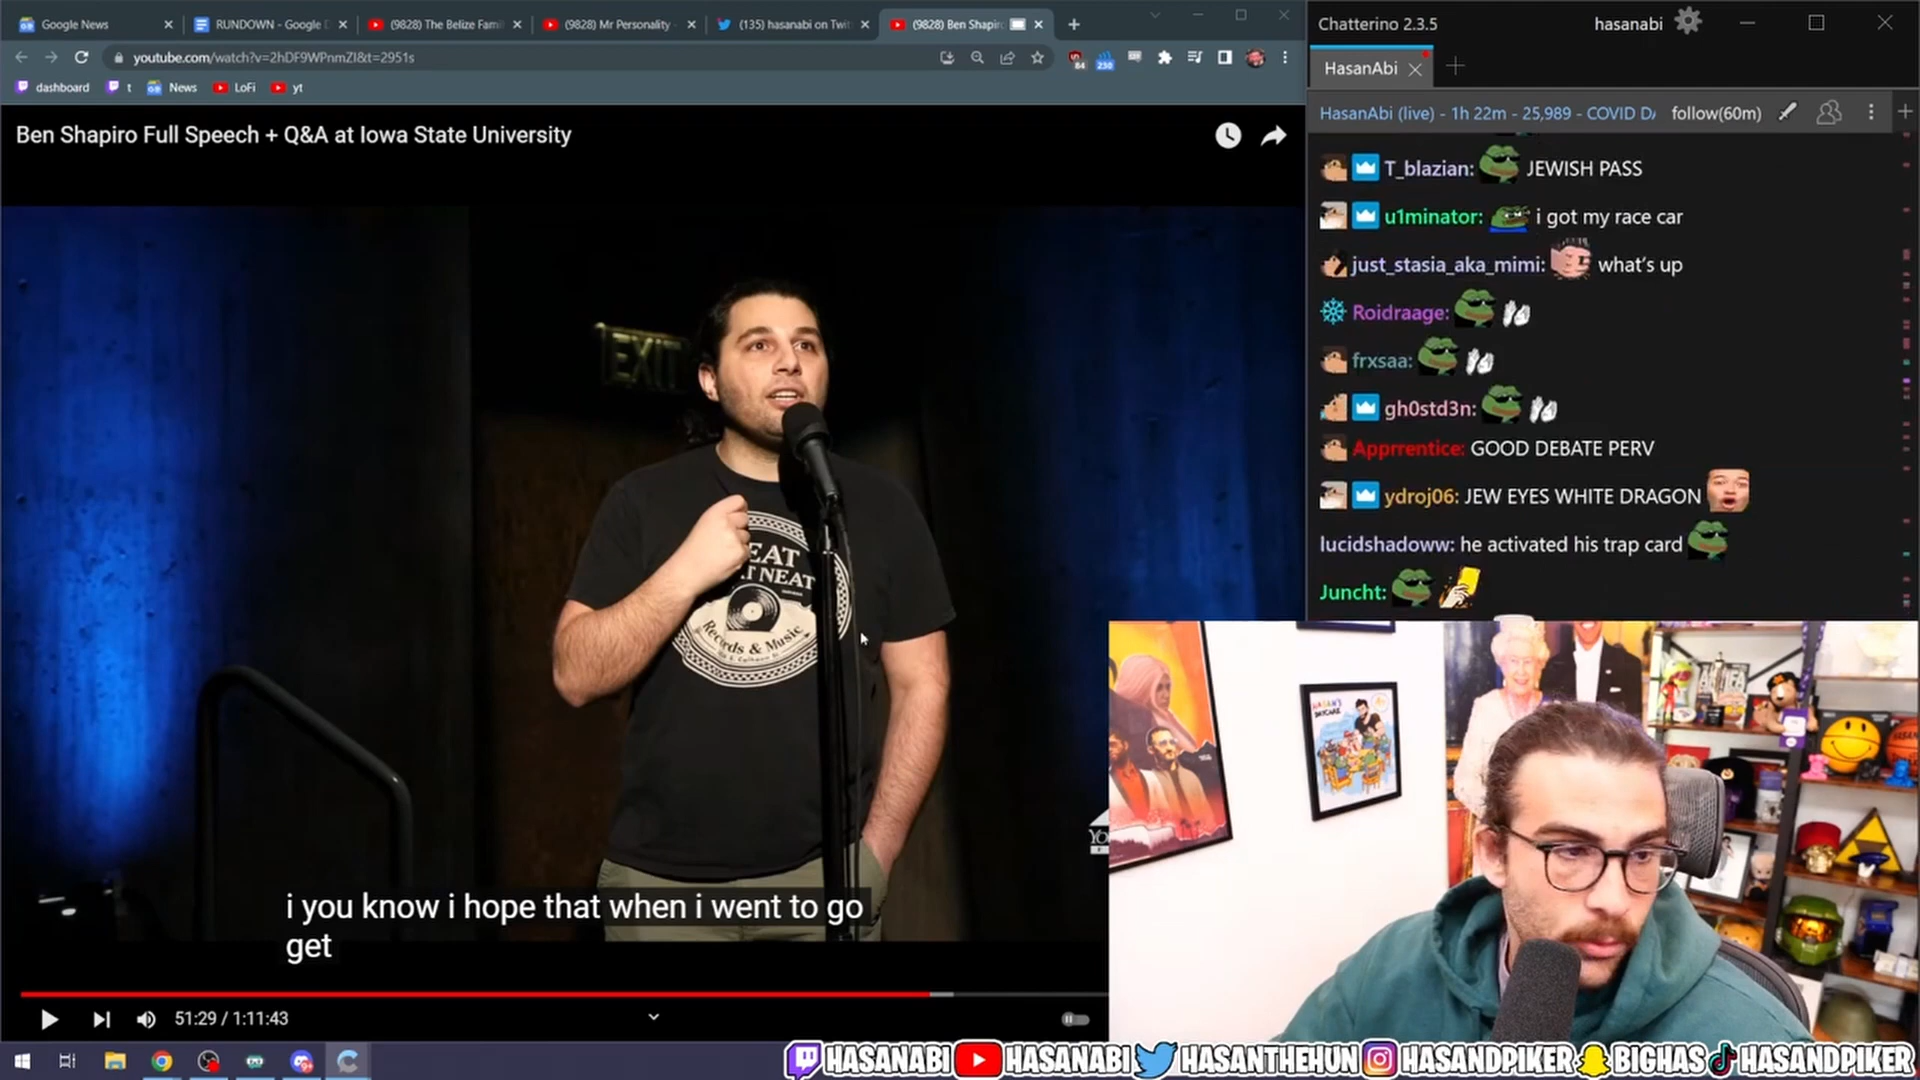 Google News
RUNDOWN - Google D
(9828) The Belize Fami
(9828) Mr Personality -
(135) hasanabi on Twit
(9828) Ben Shapiro
youtube.com/watch?v=2hDF9WPnmZI&t=2951s
84
230
dashboard
t
News
LoFi
yt
Ben Shapiro Full Speech + Q&A at Iowa State University
EXIT
EAT
T NEAT
Records & Music
i you know i hope that when i went to go
get
51:29 / 1:11:43
Chatterino 2.3.5
hasanabi
HasanAbi
HasanAbi (live) - 1h 22m - 25,989 - COVID DA
follow(60m)
T_blazian: JEWISH PASS
u1minator: i got my race car
just_stasia_aka_mimi: what's up
Roidraage:
frxsaa:
gh0std3n:
Apprrentice: GOOD DEBATE PERV
ydroj06: JEW EYES WHITE DRAGON
lucidshadoww: he activated his trap card
Juncht:
HASANABI HASANABI HASANTHEHUN HASANDPIKER BIGHAS HASANDPIKER